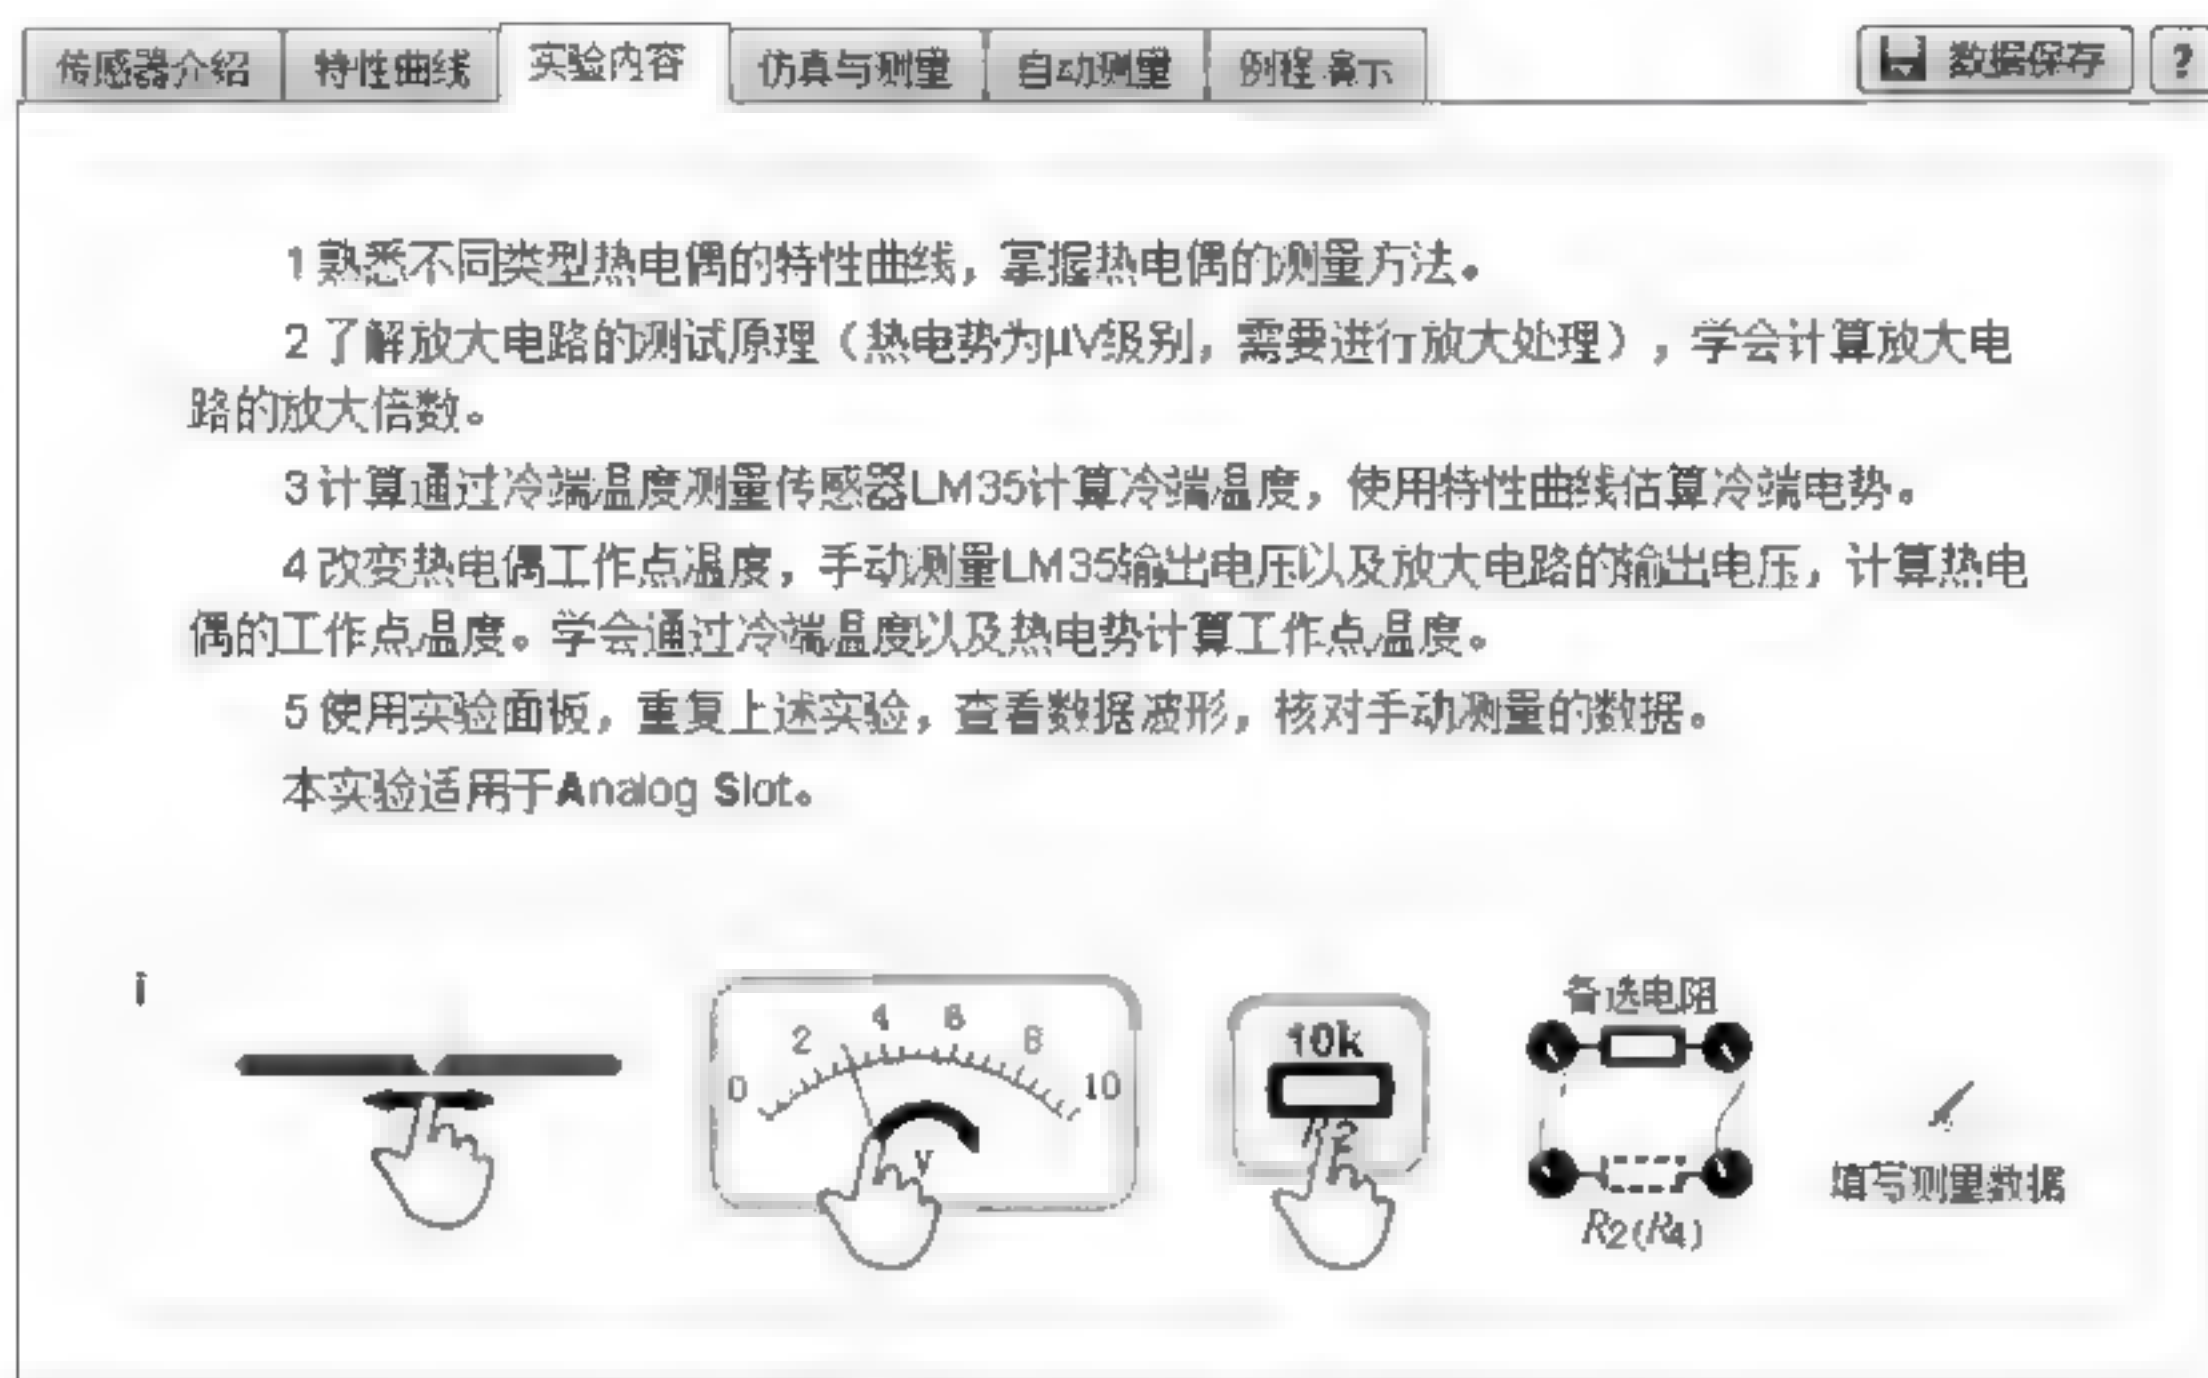 传感器介绍 特性曲线 实验内容 仿真与测量 自动测量 例程演示 数据保存 ?
1 熟悉不同类型热电偶的特性曲线，掌握热电偶的测量方法。
2 了解放大电路的测试原理（热电势为μV级别，需要进行放大处理），学会计算放大电
路的放大倍数。
3 计算通过冷端温度测量传感器LM35计算冷端温度，使用特性曲线估算冷端电势。
4 改变热电偶工作点温度，手动测量LM35输出电压以及放大电路的输出电压，计算热电
偶的工作点温度。学会通过冷端温度以及热电势计算工作点温度。
5 使用实验面板，重复上述实验，查看数据波形，核对手动测量的数据。
本实验适用于Analog Slot。
i
0 2 4 6 8 10
V
10k
R2
备选电阻
R2(R4)
填写测量数据